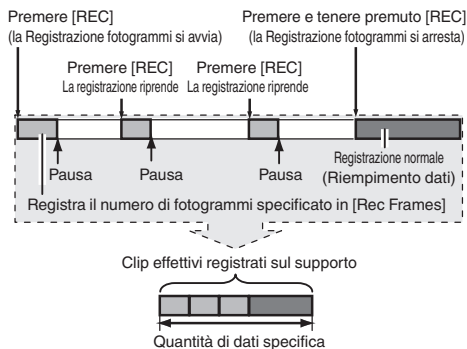 Premere [REC]
(la Registrazione fotogrammi si avvia)
Premere e tenere premuto [REC]
(la Registrazione fotogrammi si arresta)
Premere [REC]
La registrazione riprende
Premere [REC]
La registrazione riprende
Pausa
Pausa
Pausa
Registrazione normale
(Riempimento dati)
Registra il numero di fotogrammi specificato in [Rec Frames]
Clip effettivi registrati sul supporto
Quantità di dati specifica